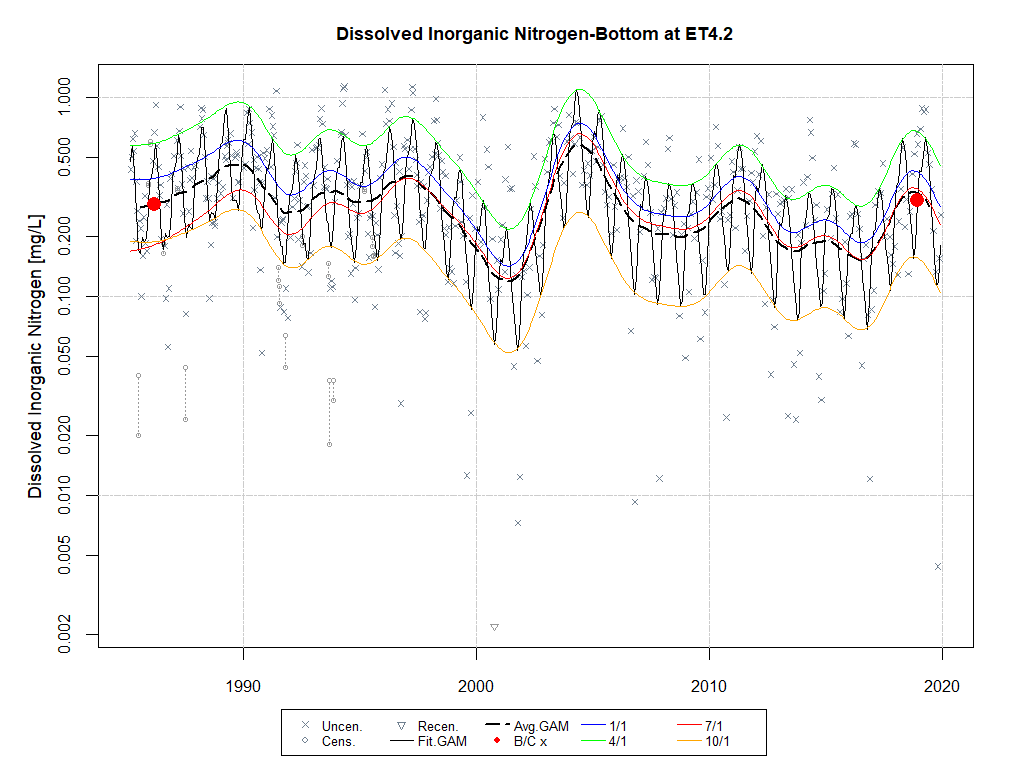 Dissolved Inorganic Nitrogen-Bottom at ET4.2
Dissolved Inorganic Nitrogen [mg/L]
1.000
0.500
0.200
0.100
0.050
0.020
0.010
0.005
0.002
1990 2000 2010 2020
Uncen. Recen. Avg.GAM 1/1 7/1
Cens. Fit.GAM B/C x 4/1 10/1